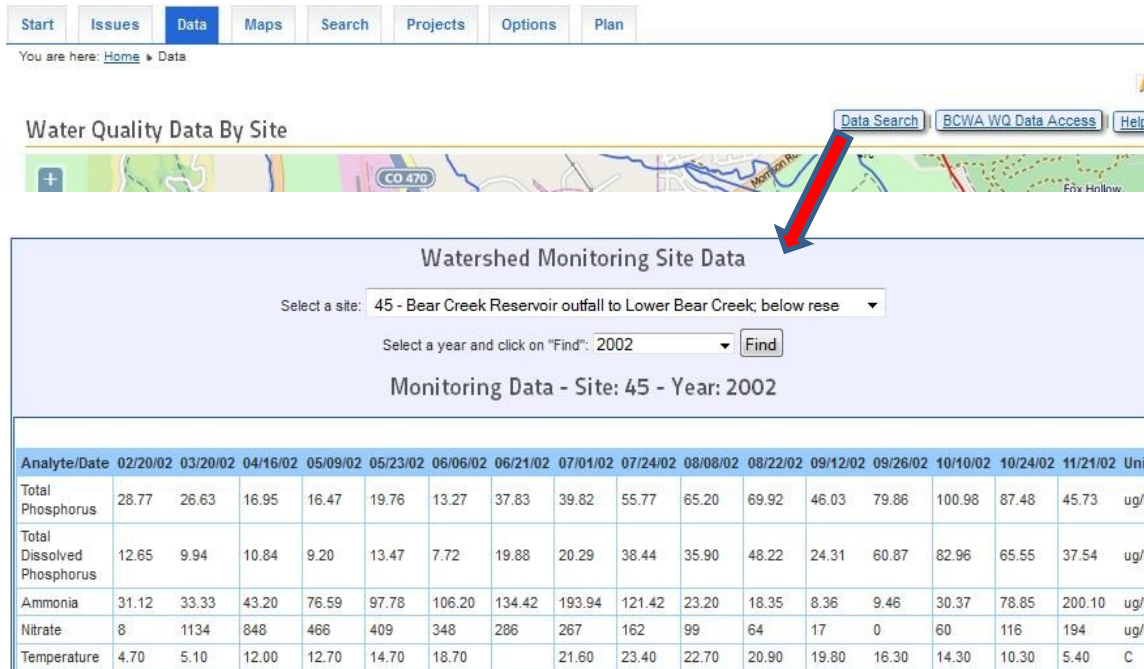 Start Issues Data Maps Search Projects Options Plan
You are here: Home ▸ Data
Water Quality Data By Site
Data Search | BCWA WQ Data Access | Help
+
CO 470
Fox Hollow
Watershed Monitoring Site Data
Select a site: 45 - Bear Creek Reservoir outfall to Lower Bear Creek; below rese
Select a year and click on "Find": 2002 Find
Monitoring Data - Site: 45 - Year: 2002
Analyte/Date 02/20/02 03/20/02 04/16/02 05/09/02 05/23/02 06/06/02 06/21/02 07/01/02 07/24/02 08/08/02 08/22/02 09/12/02 09/26/02 10/10/02 10/24/02 11/21/02 Uni
Total
Phosphorus 28.77 26.63 16.95 16.47 19.76 13.27 37.83 39.82 55.77 65.20 69.92 46.03 79.86 100.98 87.48 45.73 ug/
Total
Dissolved
Phosphorus 12.65 9.94 10.84 9.20 13.47 7.72 19.88 20.29 38.44 35.90 48.22 24.31 60.87 82.96 65.55 37.54 ug/
Ammonia 31.12 33.33 43.20 76.59 97.78 106.20 134.42 193.94 121.42 23.20 18.35 8.36 9.46 30.37 78.85 200.10 ug/
Nitrate 8 1134 848 466 409 348 286 267 162 99 64 17 0 60 116 194 ug/
Temperature 4.70 5.10 12.00 12.70 14.70 18.70 21.60 23.40 22.70 20.90 19.80 16.30 14.30 10.30 5.40 C